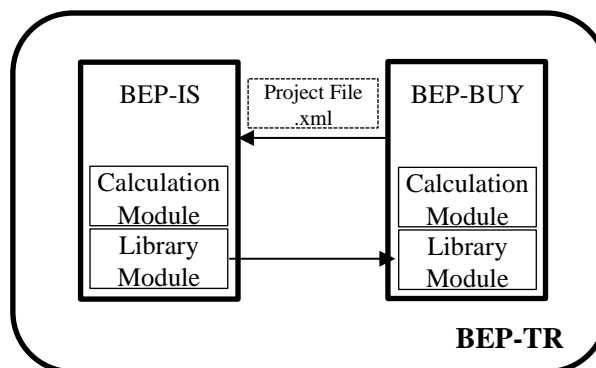 BEP-IS
Calculation
Module
Library
Module
Project File
.xml
BEP-BUY
Calculation
Module
Library
Module
BEP-TR